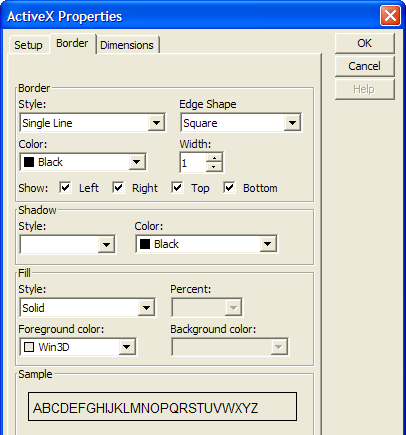 ActiveX Properties
Setup Border Dimensions
OK
Cancel
Help
Border
Style: Edge Shape
Single Line Square
Color: Width:
Black 1
Show: Left Right Top Bottom
Shadow
Style: Color:
Black
Fill
Style: Percent:
Solid
Foreground color: Background color:
Win3D
Sample
ABCDEFGHIJKLMNOPQRSTUVWXYZ